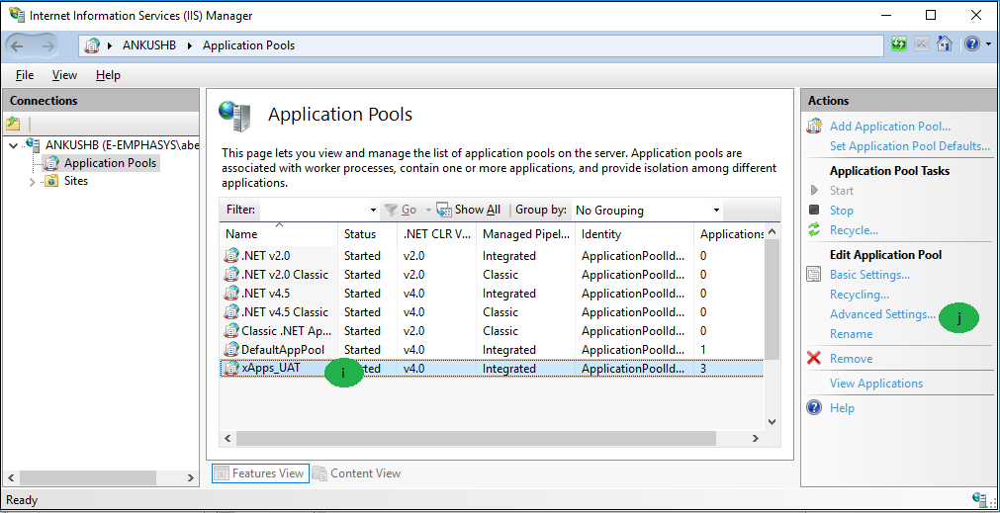 Internet Information Services (IIS) Manager
ANKUSHB Application Pools
File View Help
Connections
ANKUSHB (E-EMPHASYS\abe
Application Pools
Sites
Application Pools
This page lets you view and manage the list of application pools on the server. Application pools are
associated with worker processes, contain one or more applications, and provide isolation among different
applications.
Filter: Go Show All Group by: No Grouping
Name Status .NET CLR V... Managed Pipel... Identity Applications
.NET v2.0 Started v2.0 Integrated ApplicationPoolId... 0
.NET v2.0 Classic Started v2.0 Classic ApplicationPoolId... 0
.NET v4.5 Started v4.0 Integrated ApplicationPoolId... 0
.NET v4.5 Classic Started v4.0 Classic ApplicationPoolId... 0
Classic .NET Ap... Started v2.0 Classic ApplicationPoolId... 0
DefaultAppPool Started v4.0 Integrated ApplicationPoolId... 1
xApps_UAT i ted v4.0 Integrated ApplicationPoolId... 3
Features View Content View
Actions
Add Application Pool...
Set Application Pool Defaults...
Application Pool Tasks
Start
Stop
Recycle...
Edit Application Pool
Basic Settings...
Recycling...
Advanced Settings... j
Rename
Remove
View Applications
Help
Ready